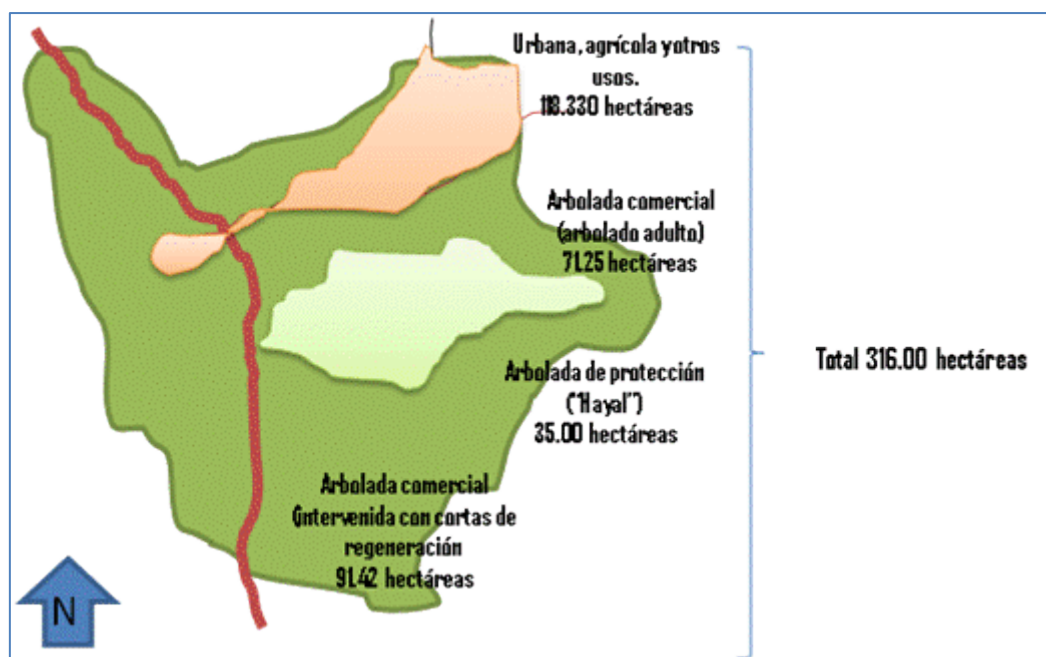 Urbana, agrícola yotros
usos.
118.330 hectáreas
Arbolada comercial
(arbolado adulto)
71.25 hectáreas
Arbolada de protección
("Hayal")
35.00 hectáreas
Total 316.00 hectáreas
Arbolada comercial
(intervenida con cortas de
regeneración
91.42 hectáreas
N